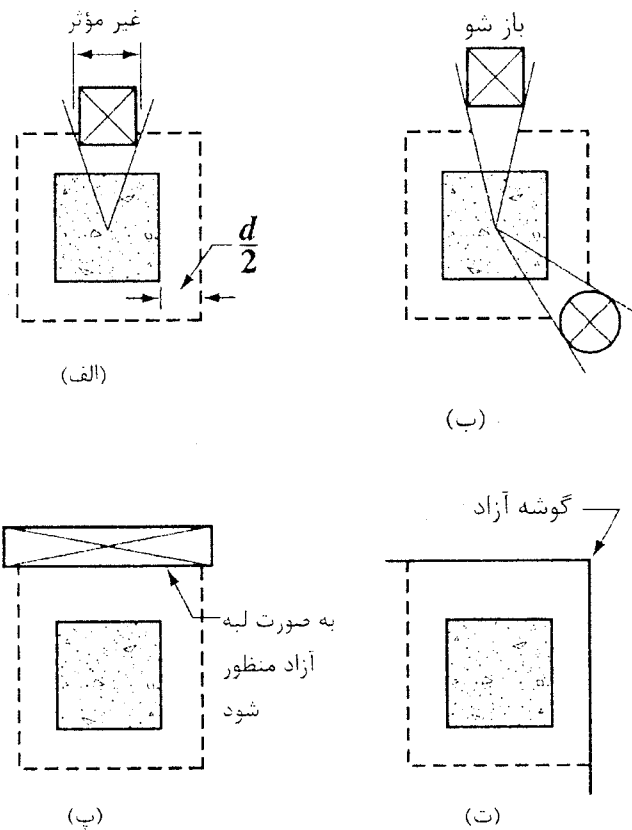 غیر مؤثر
باز شو
d/2
(الف)
(ب)
گوشه آزاد
به صورت لبه
آزاد منظور
شود
(پ)
(ت)